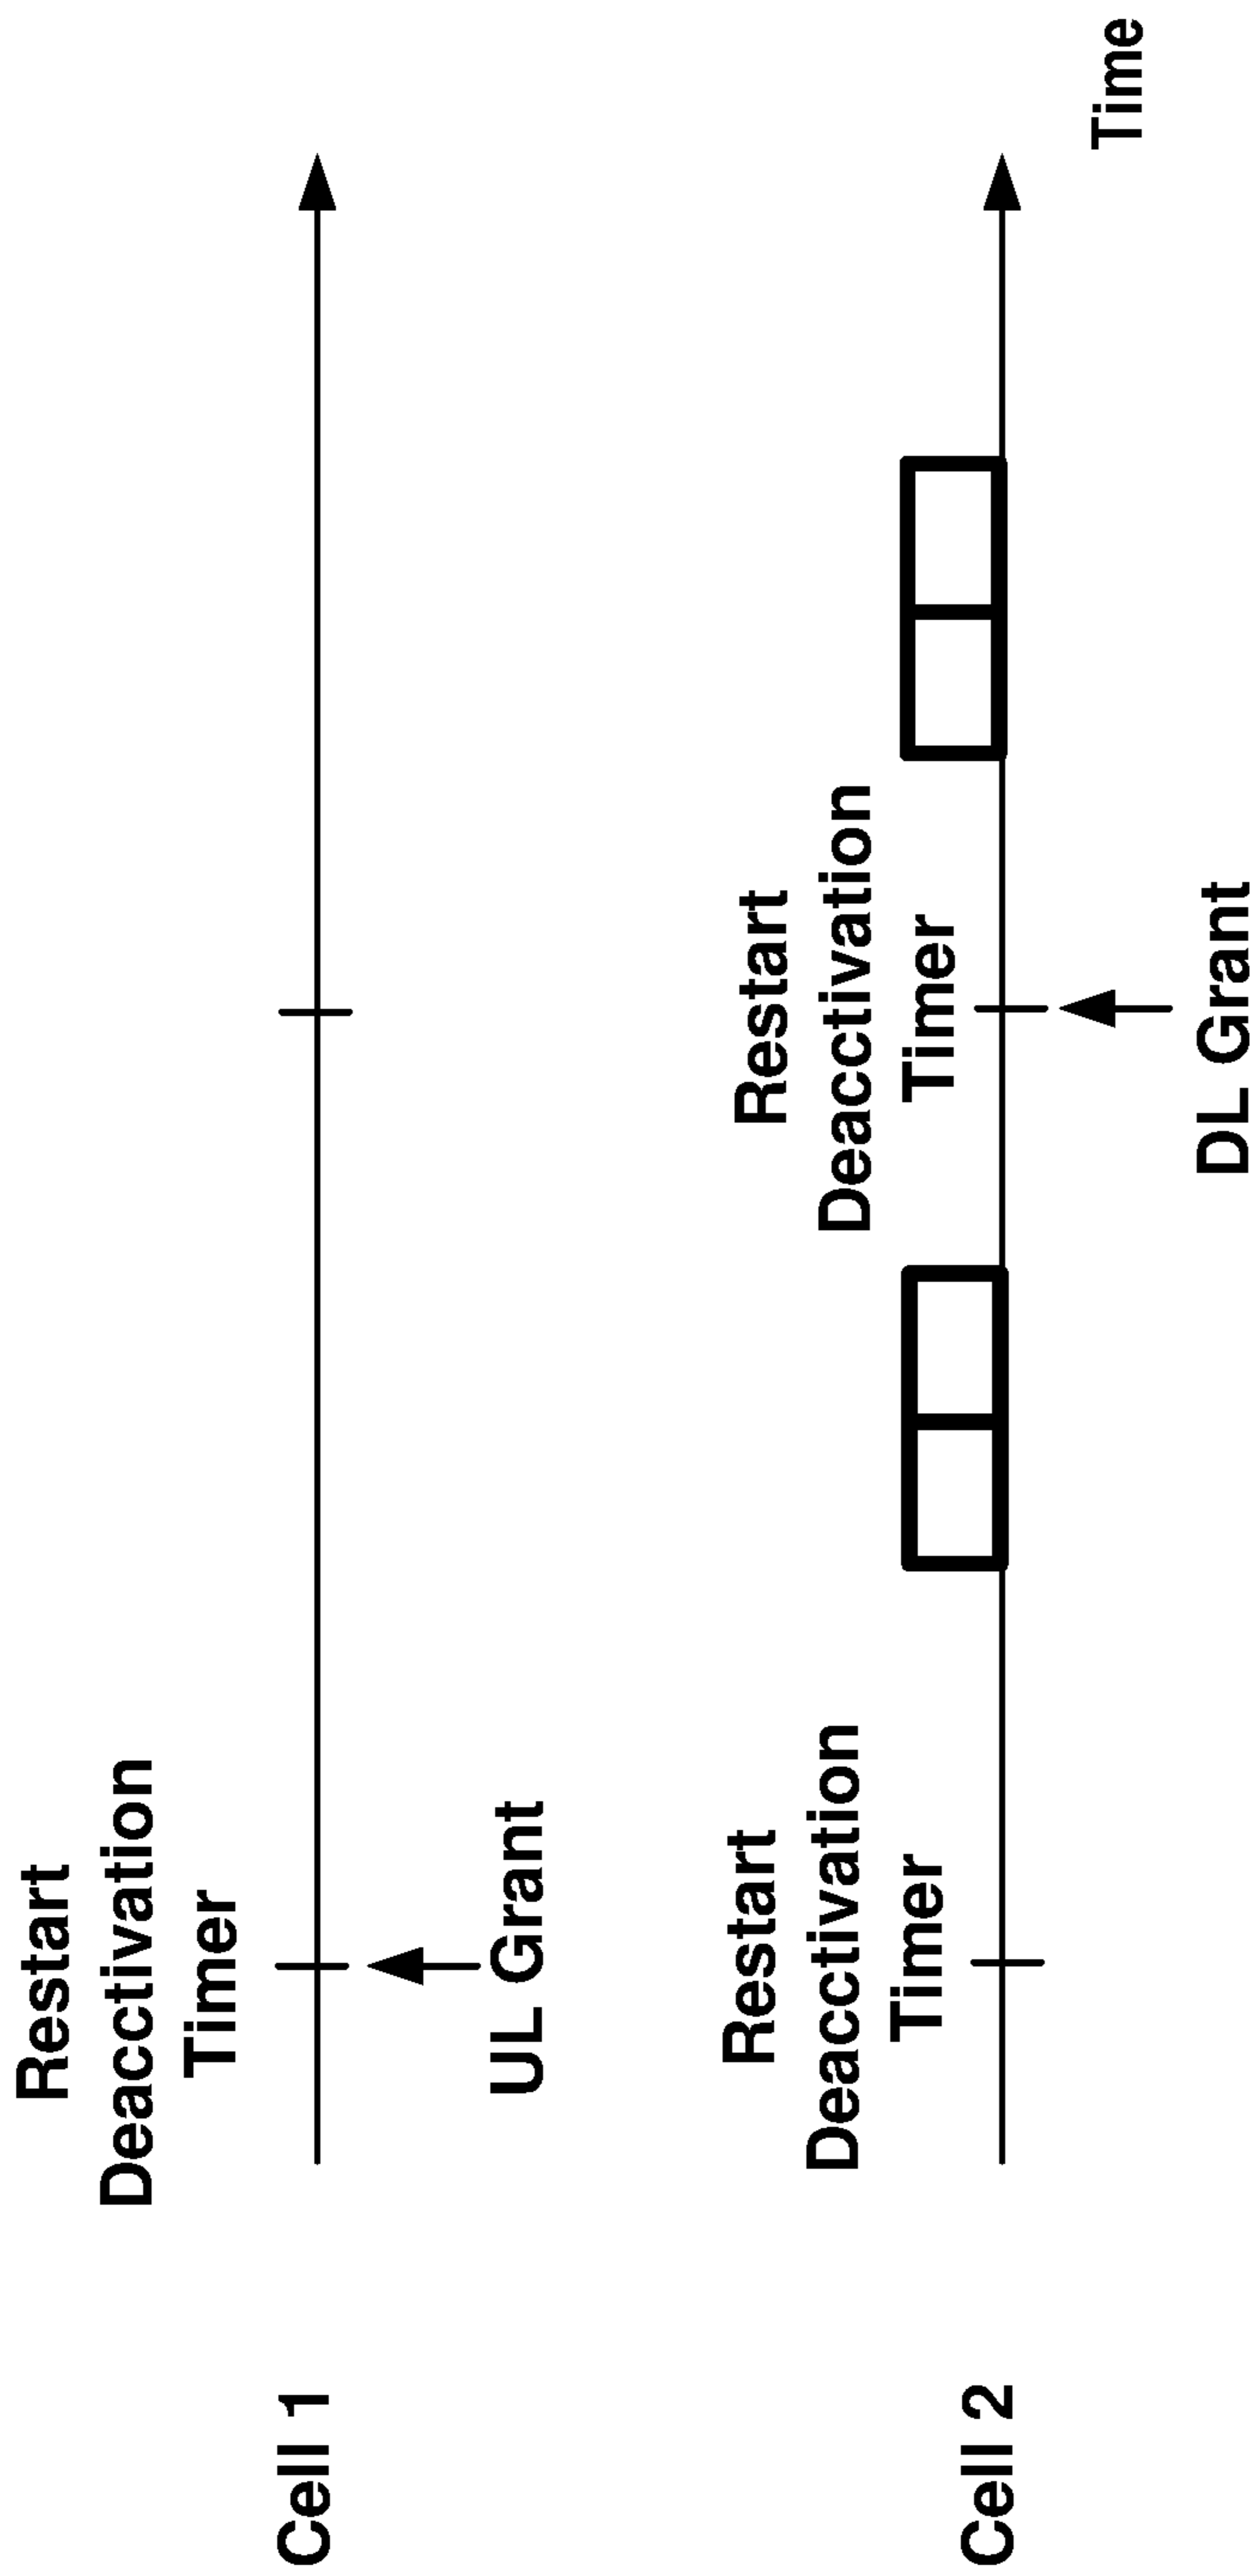 Restart
Deacctivation
Timer
Cell 1
UL Grant
Restart
Deacctivation
Timer
Restart
Deacctivation
Timer
Cell 2
DL Grant
Time